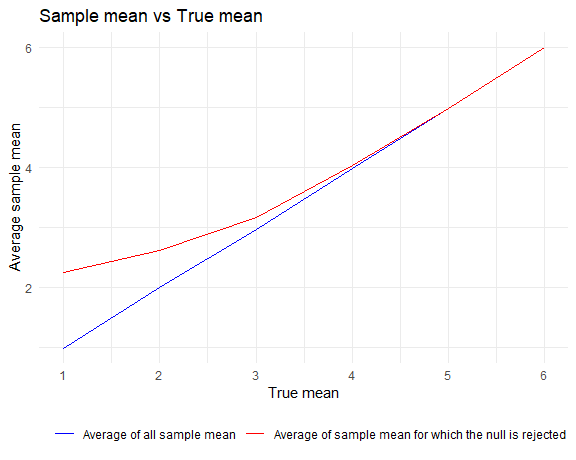 Sample mean vs True mean
Average sample mean
6
4
2
1 2 3 4 5 6
True mean
Average of all sample mean Average of sample mean for which the null is rejected